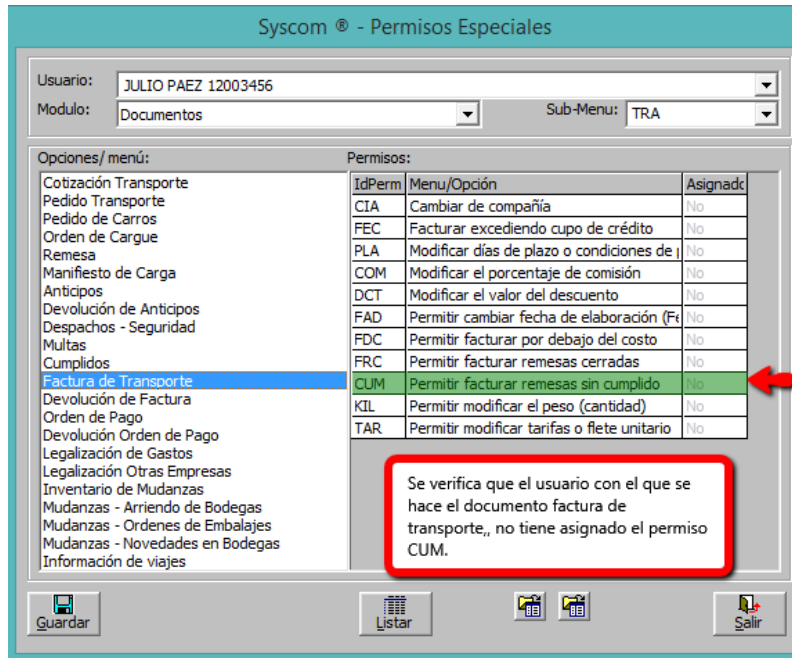 Syscom ® - Permisos Especiales
Usuario: JULIO PAEZ 12003456
Modulo: Documentos Sub-Menu: TRA
Opciones/menú: Permisos:
Cotización Transporte
Pedido Transporte
Pedido de Carros
Orden de Cargue
Remesa
Manifiesto de Carga
Anticipos
Devolución de Anticipos
Despachos - Seguridad
Multas
Cumplidos
Factura de Transporte
Devolución de Factura
Orden de Pago
Devolución Orden de Pago
Legalización de Gastos
Legalización Otras Empresas
Inventario de Mudanzas
Mudanzas - Arriendo de Bodegas
Mudanzas - Ordenes de Embalajes
Mudanzas - Novedades en Bodegas
Información de viajes
IdPerm Menu/Opción Asignado
CIA Cambiar de compañía No
FEC Facturar excediendo cupo de crédito No
PLA Modificar días de plazo o condiciones de No
COM Modificar el porcentaje de comisión No
DCT Modificar el valor del descuento No
FAD Permitir cambiar fecha de elaboración (Fe No
FDC Permitir facturar por debajo del costo No
FRC Permitir facturar remesas cerradas No
CUM Permitir facturar remesas sin cumplido No
KIL Permitir modificar el peso (cantidad) No
TAR Permitir modificar tarifas o flete unitario No
Se verifica que el usuario con el que se
hace el documento factura de
transporte,, no tiene asignado el permiso
CUM.
Guardar Listar Salir